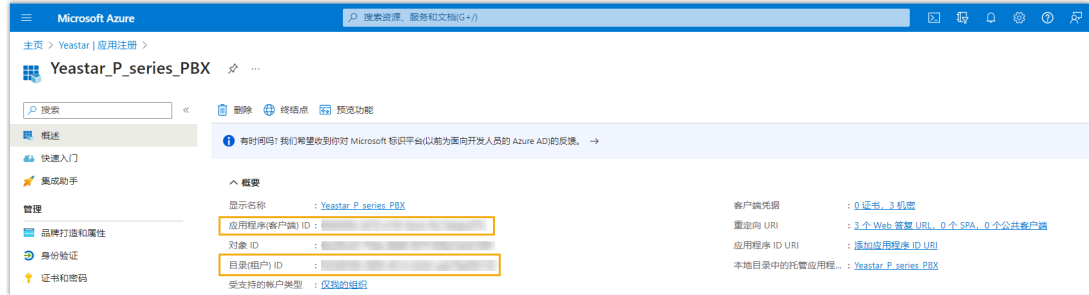 Microsoft Azure
搜索资源、服务和文档(G+/)
主页 > Yeastar | 应用注册 >
Yeastar_P_series_PBX
搜索
删除 终结点 预览功能
概述
快速入门
集成助手
管理
品牌打造和属性
身份验证
证书和密码
有时间吗? 我们希望收到你对 Microsoft 标识平台(以前为面向开发人员的 Azure AD)的反馈。 →
概要
显示名称 : Yeastar P series PBX
应用程序(客户端) ID :
对象 ID :
目录(租户) ID :
受支持的帐户类型 : 仅我的组织
客户端凭据 : 0 证书, 3 机密
重定向 URI : 3 个 Web 答复 URL, 0 个 SPA, 0 个公共客户端
应用程序 ID URI : 添加应用程序 ID URI
本地目录中的托管应用程... : Yeastar P series PBX